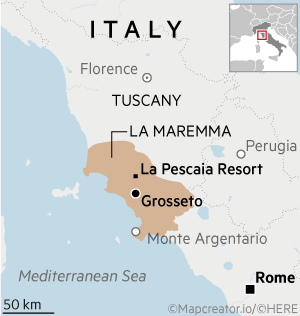 ITALY
Florence
TUSCANY
LA MAREMMA
Perugia
La Pescaia Resort
Grosseto
Monte Argentario
Mediterranean Sea
Rome
50 km
©Mapcreator.io/©HERE